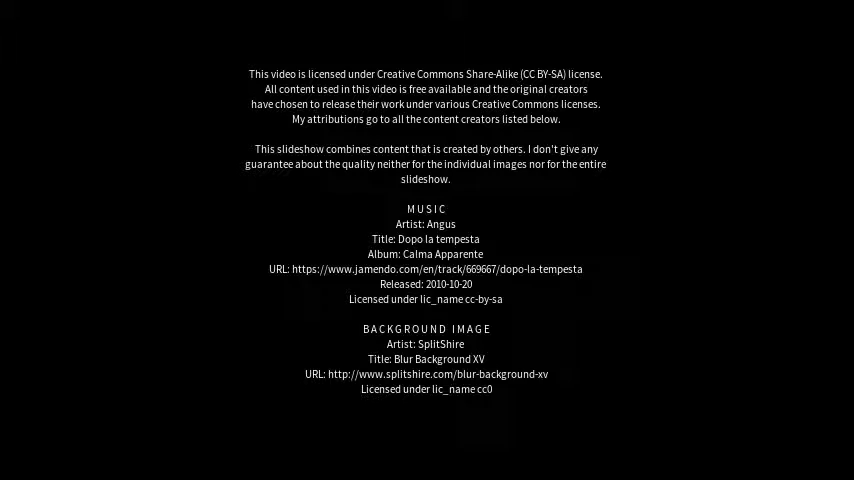 This video is licensed under Creative Commons Share-Alike (CC BY-SA) license.
All content used in this video is free available and the original creators
have chosen to release their work under various Creative Commons licenses.
My attributions go to all the content creators listed below.
This slideshow combines content that is created by others. I don't give any
guarantee about the quality neither for the individual images nor for the entire
slideshow.
MUSIC
Artist: Angus
Title: Dopo la tempesta
Album: Calma Apparente
URL: https://www.jamendo.com/en/track/669667/dopo-la-tempesta
Released: 2010-10-20
Licensed under lic_name cc-by-sa
BACKGROUND IMAGE
Artist: SplitShire
Title: Blur Background XV
URL: http://www.splitshire.com/blur-background-xv
Licensed under lic_name cc0